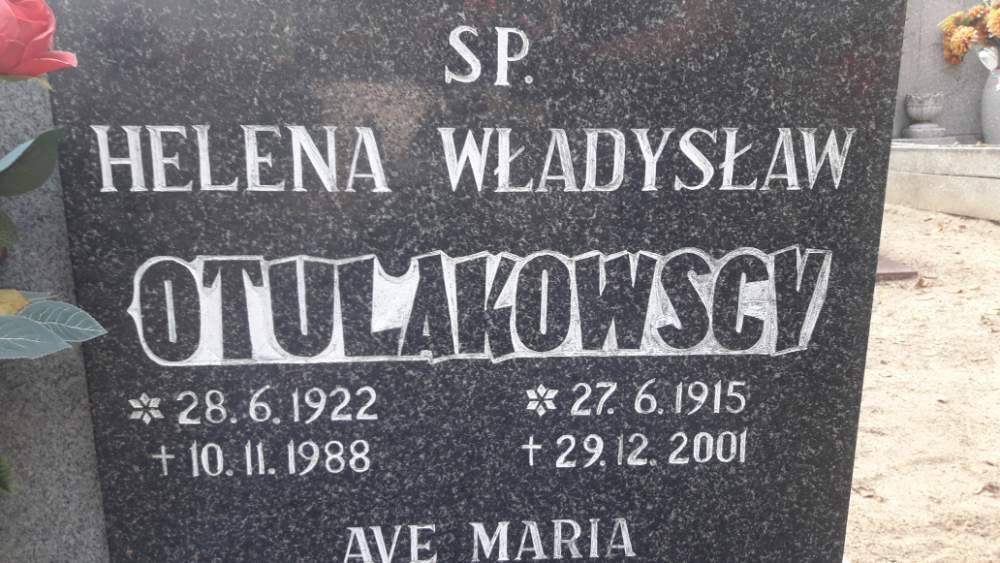 SP.
HELENA WŁADYSŁAW
OTULAKOWSCY
* 28.6.1922 * 27.6.1915
† 10.11.1988 † 29.12.2001
AVE MARIA